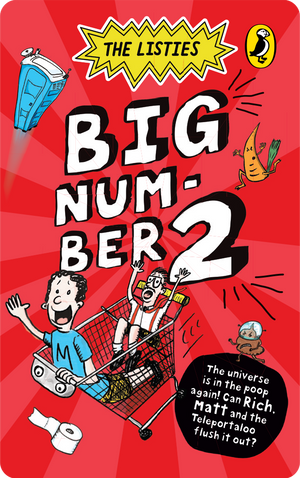 THE LISTIES
BIG
NUM-
BER 2
M
The universe
is in the poop
again! Can Rich,
Matt and the
Teleportaloo
flush it out?